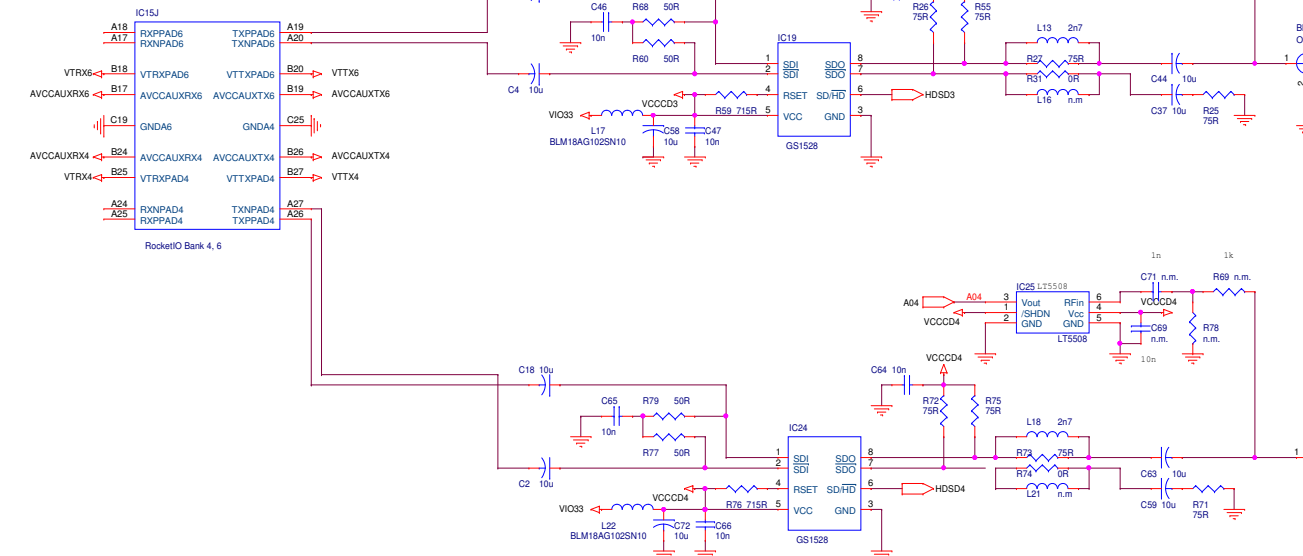 IC15J
A18 RXPPAD6 TXPPAD6 A19
A17 RXNPAD6 TXNPAD6 A20
VTRX6 B18 VTRXPAD6 VTTXPAD6 B20 VTTX6
AVCCAUXRX6 B17 AVCCAUXRX6 AVCCAUXTX6 B19 AVCCAUXTX6
C19 GNDA6 GNDA4 C25
AVCCAUXRX4 B24 AVCCAUXRX4 AVCCAUXTX4 B26 AVCCAUXTX4
VTRX4 B25 VTRXPAD4 VTTXPAD4 B27 VTTX4
A24 RXNPAD4 TXNPAD4 A27
A25 RXPPAD4 TXPPAD4 A26
RocketIO Bank 4, 6
C46 10n
R68 50R
R60 50R
C4 10u
R26 75R
R55 75R
IC19
1 SDI SDO 8
2 SDI SDO 7
4 RSET SD/HD 6 HDSD3
5 VCC GND 3
GS1528
VCCCD3
R59 715R
VIO33
L17
BLM18AG102SN10
C58 10u
C47 10n
L13 2n7
R27 75R
R31 0R
L16 n.m
C44 10u
C37 10u
R25 75R
1
2
1n
1k
C71 n.m.
R69 n.m.
IC25 LT5508
A04 A04 3 Vout RFin 6
VCCCD4 1 /SHDN Vcc 4 VCCCD4
2 GND GND 5
LT5508
C69 n.m.
10n
R78 n.m.
C18 10u
C65 10n
R79 50R
R77 50R
C2 10u
C64 10n
VCCCD4
R72 75R
R75 75R
IC24
1 SDI SDO 8
2 SDI SDO 7
4 RSET SD/HD 6 HDSD4
5 VCC GND 3
GS1528
VCCCD4
R76 715R
VIO33
L22
BLM18AG102SN10
C72 10u
C66 10n
L18 2n7
R73 75R
R74 0R
L21 n.m
C63 10u
C59 10u
R71 75R
1